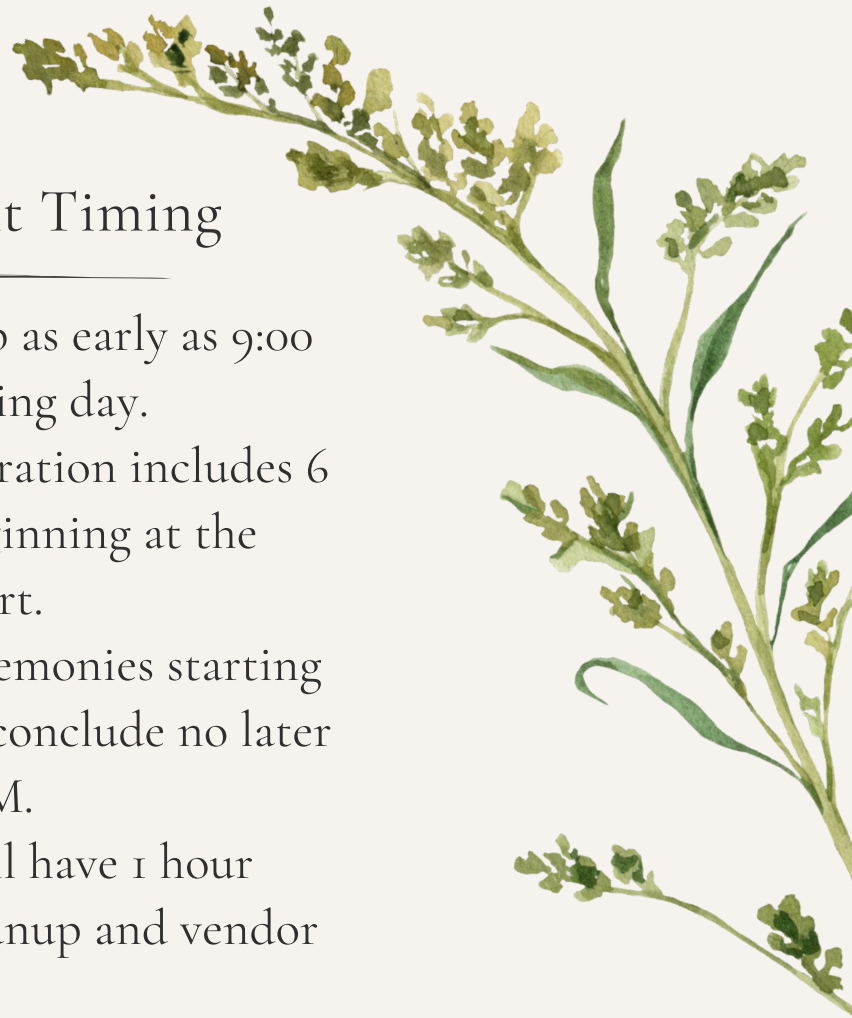 t Timing
as early as 9:00
ing day.
ration includes 6
inning at the
rt.
emonies starting
conclude no later
M.
l have 1 hour
nup and vendor